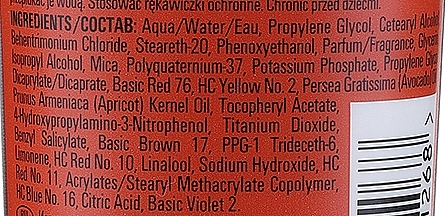 je wodą. Stosować rękawiczki ochronne. Chronić przed dziećmi.
INGREDIENTS/COCTAB: Aqua/Water/Eau, Propylene Glycol, Cetearyl Alcohol
Behentrimonium Chloride, Steareth-20, Phenoxyethanol, Parfum/Fragrance,
Isopropyl Alcohol, Mica, Polyquaternium-37, Potassium Phosphate, Propylene Glycol
Dicaprylate/Dicaprate, Basic Red 76, HC Yellow No. 2, Persea Gratissima (Avocado)
Prunus Armeniaca (Apricot) Kernel Oil, Tocopheryl Acetate,
4-Hydroxypropylamino-3-Nitrophenol, Titanium Dioxide,
Benzyl Salicylate, Basic Brown 17, PPG-1 Trideceth-6,
Limonene, HC Red No. 10, Linalool, Sodium Hydroxide, HC
Red No. 11, Acrylates/Stearyl Methacrylate Copolymer,
HC Blue No. 16, Citric Acid, Basic Violet 2.